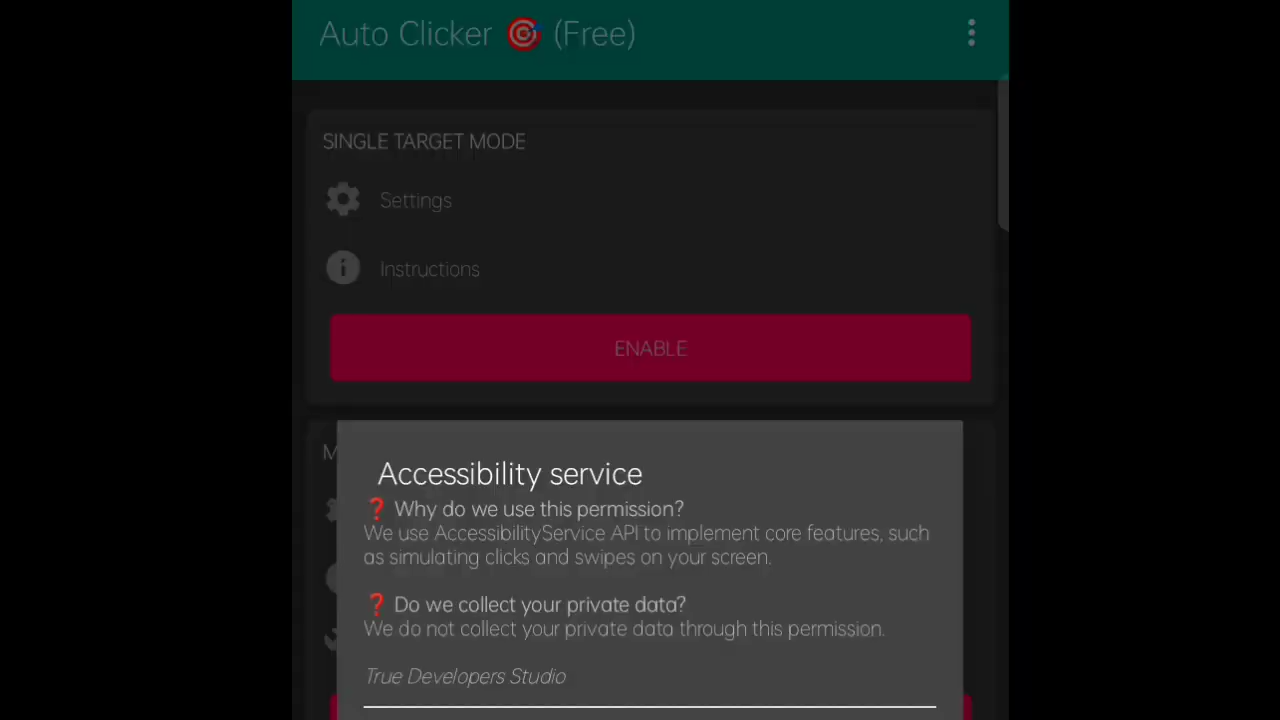 Auto Clicker 🎯 (Free)
SINGLE TARGET MODE
Settings
Instructions
ENABLE
M
Accessibility service
❓ Why do we use this permission?
We use AccessibilityService API to implement core features, such
as simulating clicks and swipes on your screen.
❓ Do we collect your private data?
We do not collect your private data through this permission.
True Developers Studio